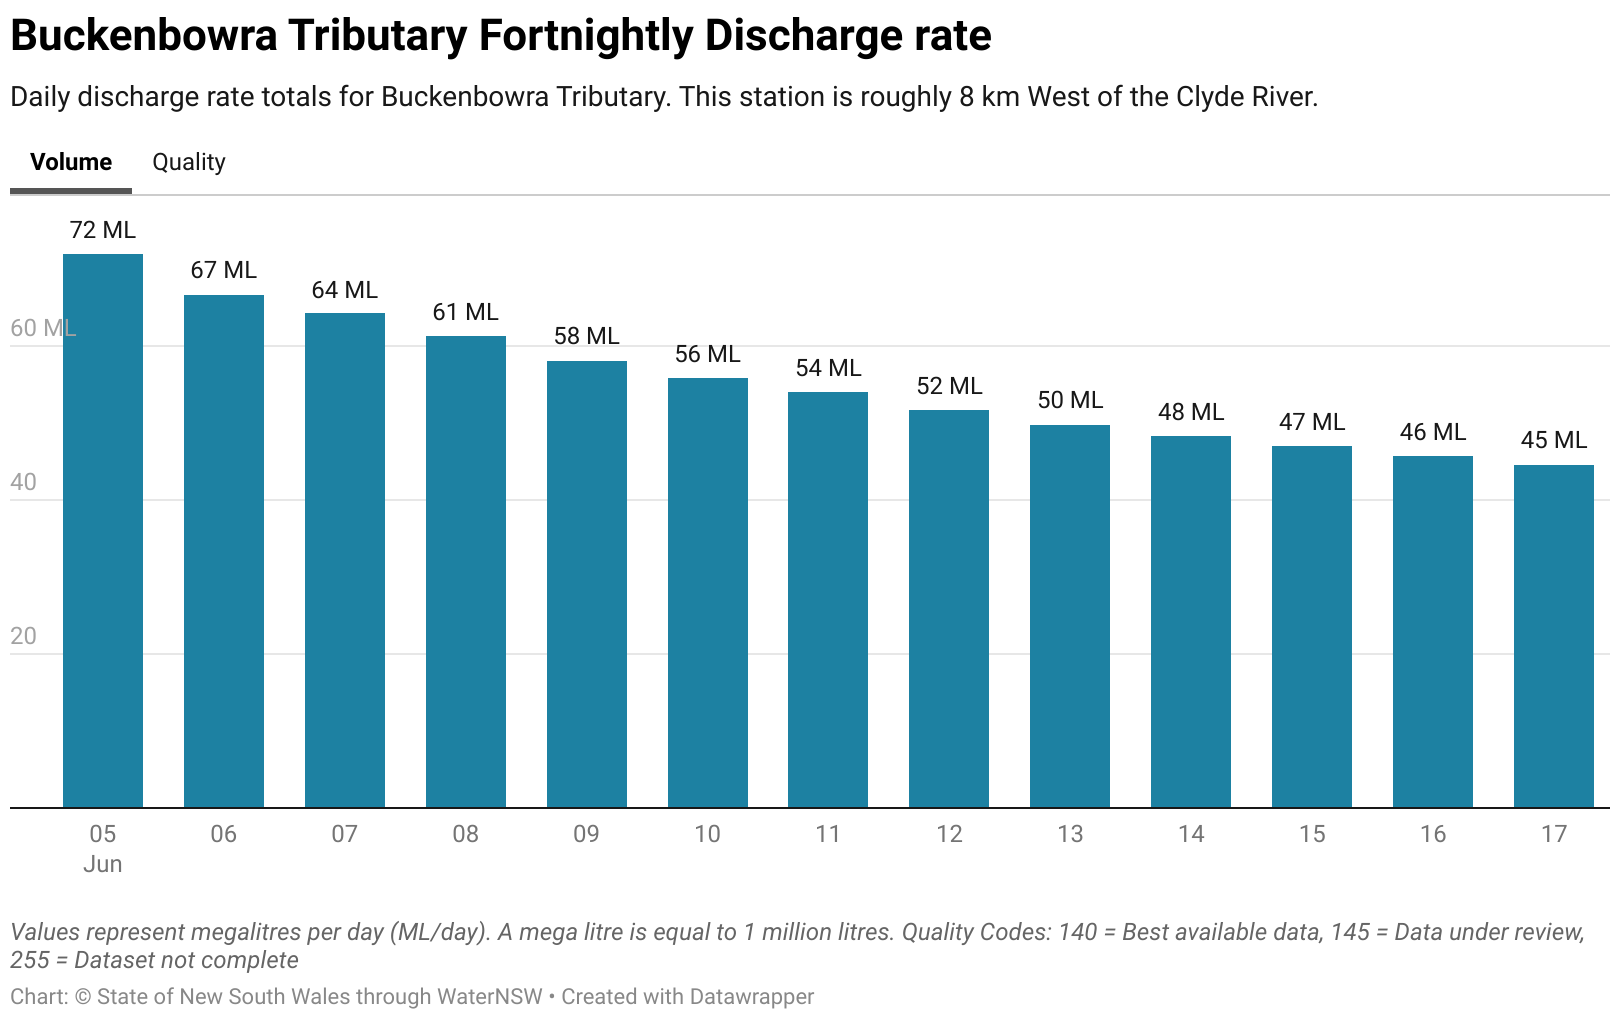 Buckenbowra Tributary Fortnightly Discharge rate
Daily discharge rate totals for Buckenbowra Tributary. This station is roughly 8 km West of the Clyde River.
Volume Quality
72 ML
67 ML
64 ML
61 ML
58 ML
56 ML
54 ML
52 ML
50 ML
48 ML
47 ML
46 ML
45 ML
60 ML
40
20
05 06 07 08 09 10 11 12 13 14 15 16 17
Jun
Values represent megalitres per day (ML/day). A mega litre is equal to 1 million litres. Quality Codes: 140 = Best available data, 145 = Data under review,
255 = Dataset not complete
Chart: © State of New South Wales through WaterNSW • Created with Datawrapper